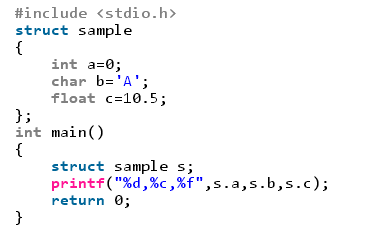 #include <stdio.h>
struct sample
{
    int a=0;
    char b='A';
    float c=10.5;
};
int main()
{
    struct sample s;
    printf("%d,%c,%f",s.a,s.b,s.c);
    return 0;
}